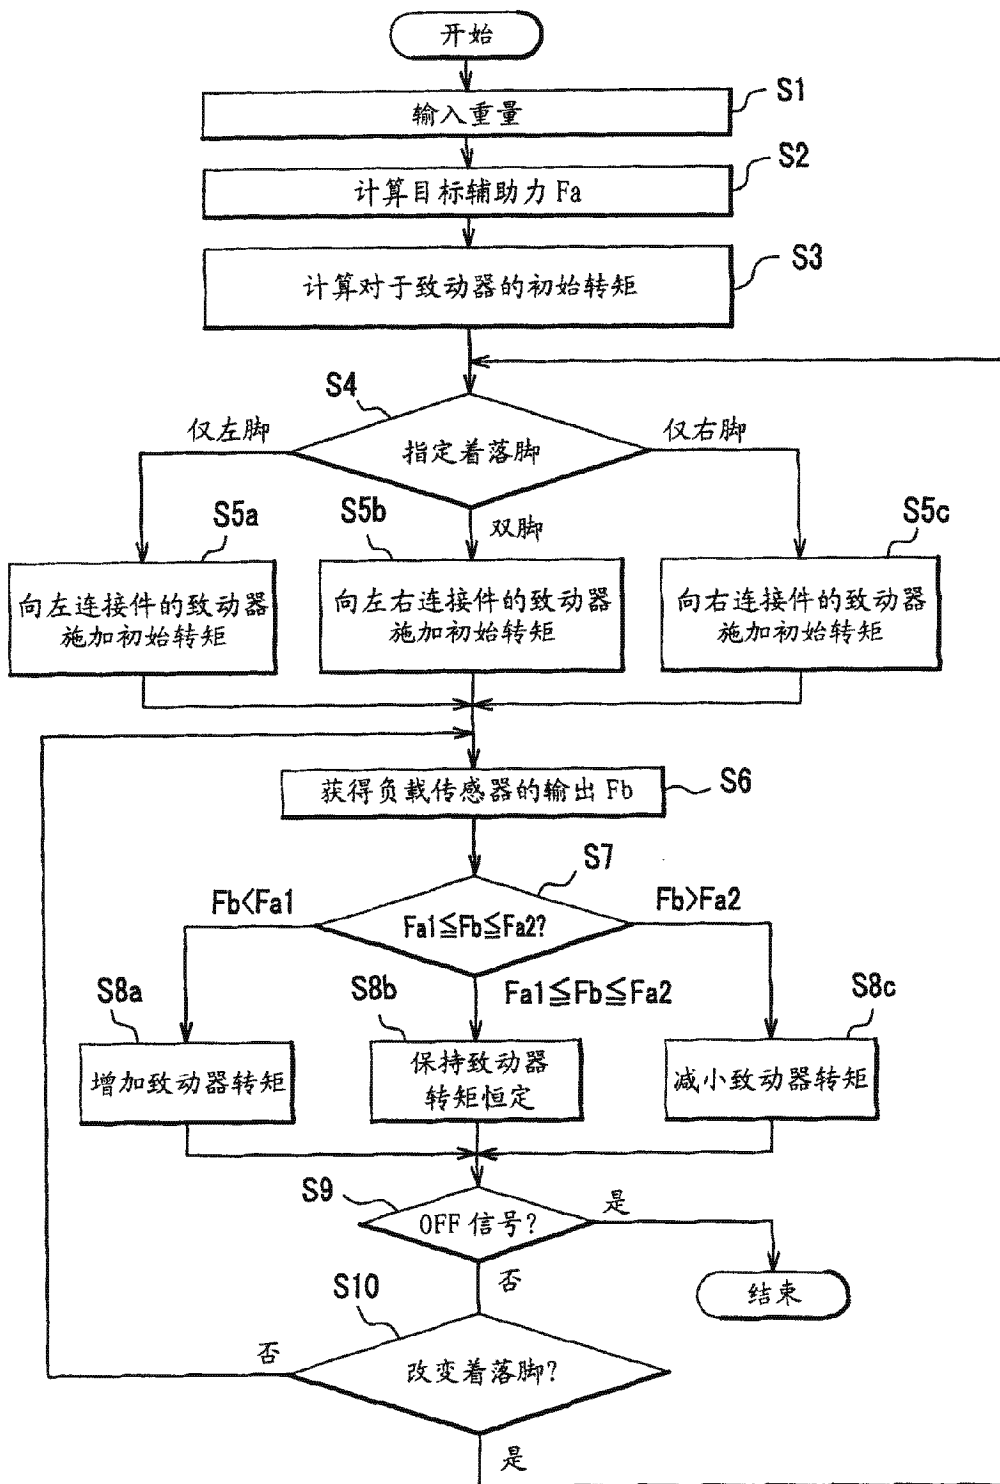 开始
S1
输入重量
S2
计算目标辅助力 Fa
S3
计算对于致动器的初始转矩
S4
仅左脚
指定着落脚
仅右脚
双脚
S5a
向左连接件的致动器
施加初始转矩
S5b
向左右连接件的致动器
施加初始转矩
S5c
向右连接件的致动器
施加初始转矩
获得负载传感器的输出 Fb
S6
S7
Fb<Fa1
Fa1≦Fb≦Fa2?
Fb>Fa2
Fa1≦Fb≦Fa2
S8a
增加致动器转矩
S8b
保持致动器
转矩恒定
S8c
减小致动器转矩
S9
OFF 信号?
是
结束
否
S10
否
改变着落脚?
是